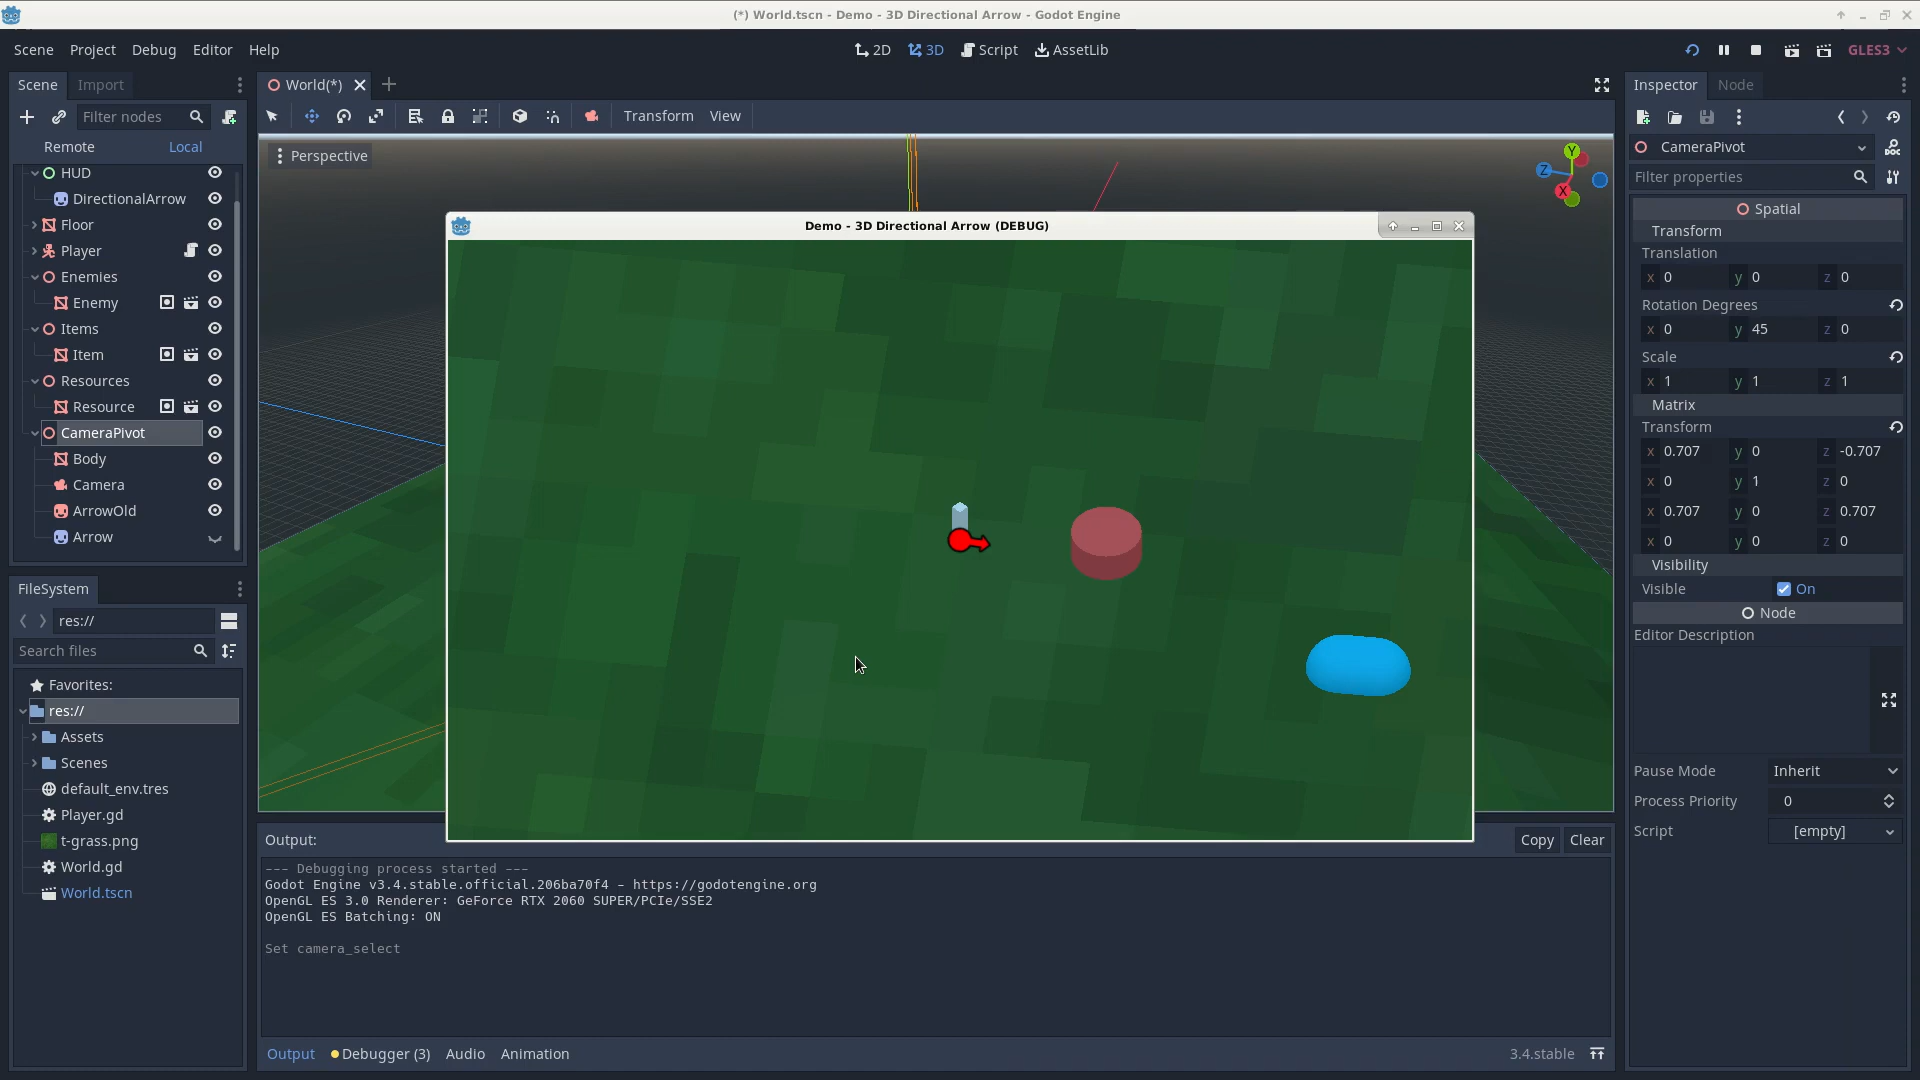 (*) World.tscn - Demo - 3D Directional Arrow - Godot Engine
Scene Project Debug Editor Help
2D 3D Script AssetLib
GLES3
Scene Import
World(*)
Inspector Node
Filter nodes
Transform View
Remote Local
Perspective
Y
Z
X
CameraPivot
Filter properties
HUD
DirectionalArrow
Floor
Player
Enemies
Enemy
Items
Item
Resources
Resource
CameraPivot
Body
Camera
ArrowOld
Arrow
FileSystem
res://
Search files
Favorites:
res://
Assets
Scenes
default_env.tres
Player.gd
t-grass.png
World.gd
World.tscn
Demo - 3D Directional Arrow (DEBUG)
Output:
Copy Clear
--- Debugging process started ---
Godot Engine v3.4.stable.official.206ba70f4 - https://godotengine.org
OpenGL ES 3.0 Renderer: GeForce RTX 2060 SUPER/PCIe/SSE2
OpenGL ES Batching: ON
Set camera_select
Output Debugger (3) Audio Animation
3.4.stable
Spatial
Transform
Translation
x 0 y 0 z 0
Rotation Degrees
x 0 y 45 z 0
Scale
x 1 y 1 z 1
Matrix
Transform
x 0.707 y 0 z -0.707
x 0 y 1 z 0
x 0.707 y 0 z 0.707
x 0 y 0 z 0
Visibility
Visible On
Node
Editor Description
Pause Mode Inherit
Process Priority 0
Script [empty]